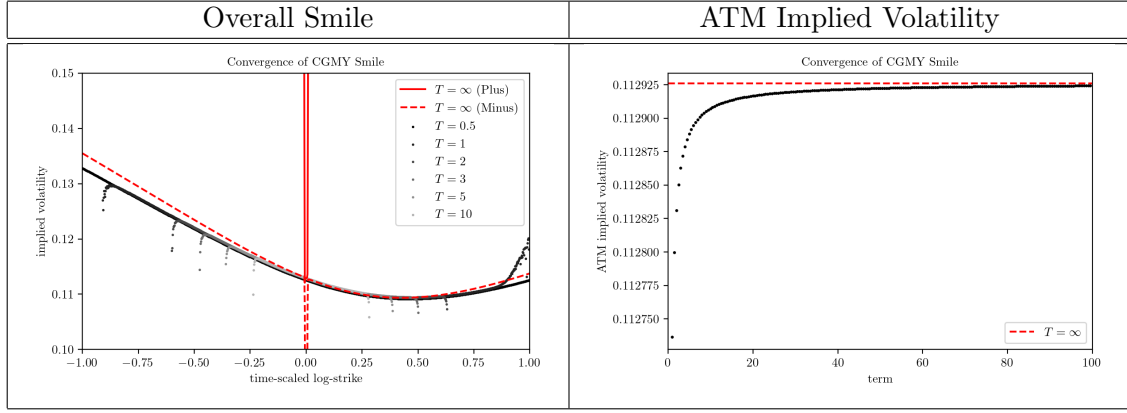 Overall Smile
ATM Implied Volatility
Convergence of CGMY Smile
0.15
0.14
0.13
0.12
0.11
0.10
implied volatility
T = ∞ (Plus)
T = ∞ (Minus)
T = 0.5
T = 1
T = 2
T = 3
T = 5
T = 10
−1.00 −0.75 −0.50 −0.25 0.00 0.25 0.50 0.75 1.00
time-scaled log-strike
Convergence of CGMY Smile
0.112925
0.112900
0.112875
0.112850
0.112825
0.112800
0.112775
0.112750
ATM implied volatility
T = ∞
0 20 40 60 80 100
term